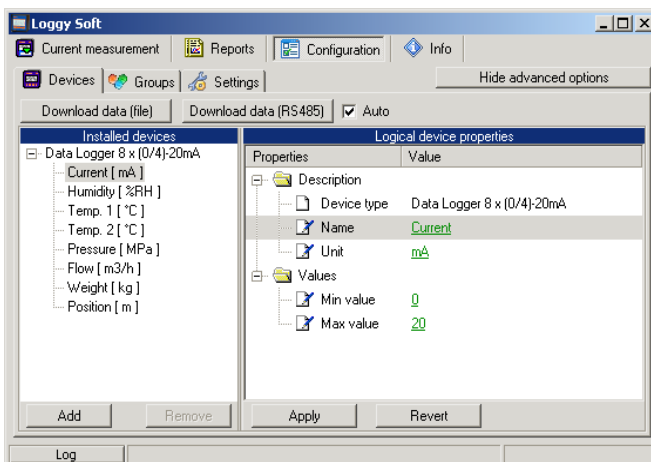 Loggy Soft
Current measurement Reports Configuration Info
Devices Groups Settings Hide advanced options
Download data (file) Download data (RS485) Auto
Installed devices
Data Logger 8 x (0/4)-20mA
Current [ mA ]
Humidity [ %RH ]
Temp. 1 [ °C ]
Temp. 2 [ °C ]
Pressure [ MPa ]
Flow [ m3/h ]
Weight [ kg ]
Position [ m ]
Add Remove
Logical device properties
Properties Value
Description
Device type Data Logger 8 x (0/4)-20mA
Name Current
Unit mA
Values
Min value 0
Max value 20
Apply Revert
Log